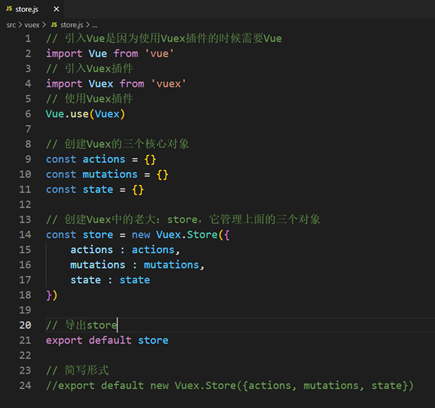 JS store.js ×
src > vuex > JS store.js > ...
1 // 引入Vue是因为使用Vuex插件的时候需要Vue
2 import Vue from 'vue'
3 // 引入Vuex插件
4 import Vuex from 'vuex'
5 // 使用Vuex插件
6 Vue.use(Vuex)
7
8 // 创建Vuex的三个核心对象
9 const actions = {}
10 const mutations = {}
11 const state = {}
12
13 // 创建Vuex中的老大：store，它管理上面的三个对象
14 const store = new Vuex.Store({
15     actions : actions,
16     mutations : mutations,
17     state : state
18 })
19
20 // 导出store
21 export default store
22
23 // 简写形式
24 //export default new Vuex.Store({actions, mutations, state})